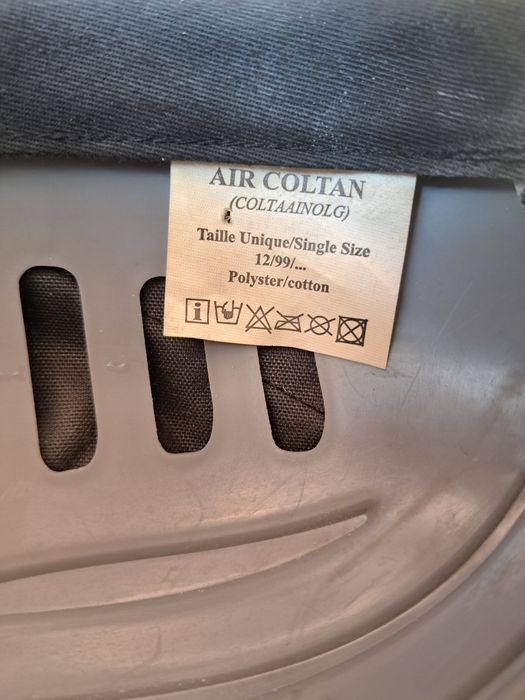 AIR COLTAN
(COLTAAINOLG)
Taille Unique/Single Size
12/99/...
Polyster/cotton